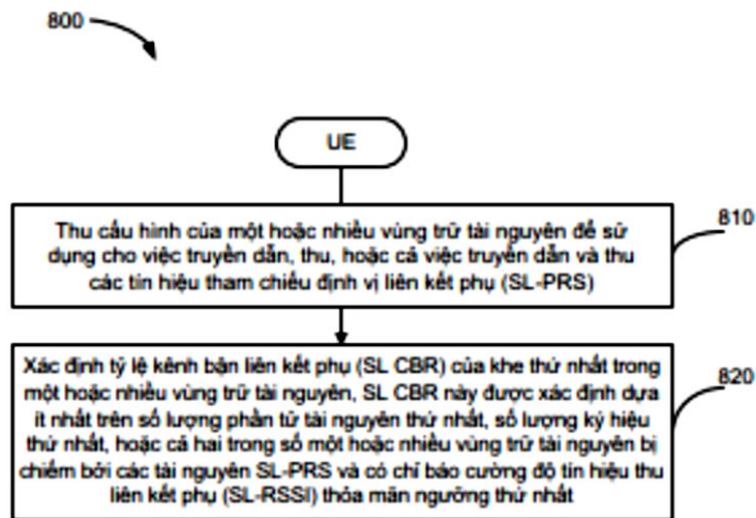 800
UE
Thu cấu hình của một hoặc nhiều vùng trữ tài nguyên để sử
dụng cho việc truyền dẫn, thu, hoặc cả việc truyền dẫn và thu
các tín hiệu tham chiếu định vị liên kết phụ (SL-PRS)
810
Xác định tỷ lệ kênh bận liên kết phụ (SL CBR) của khe thứ nhất trong
một hoặc nhiều vùng trữ tài nguyên, SL CBR này được xác định dựa
ít nhất trên số lượng phần tử tài nguyên thứ nhất, số lượng ký hiệu
thứ nhất, hoặc cả hai trong số một hoặc nhiều vùng trữ tài nguyên bị
chiếm bởi các tài nguyên SL-PRS và có chỉ báo cường độ tín hiệu thu
liên kết phụ (SL-RSSI) thỏa mãn ngưỡng thứ nhất
820